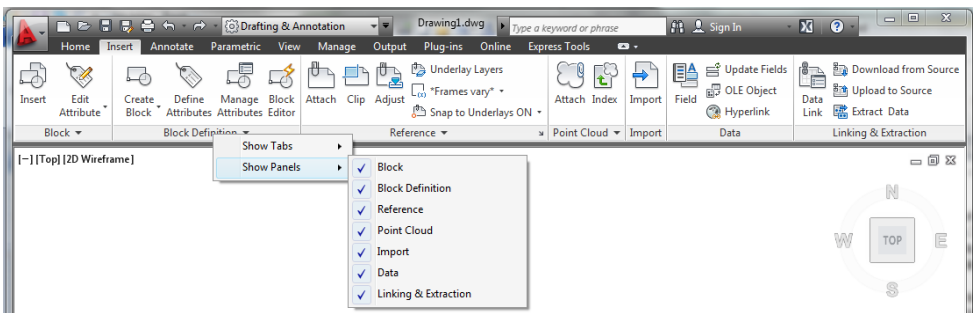 Drafting & Annotation Drawing1.dwg Type a keyword or phrase Sign In
Home Insert Annotate Parametric View Manage Output Plug-ins Online Express Tools
Insert
Edit Attribute
Create Block
Define Attributes
Manage Attributes
Block Editor
Attach Clip Adjust
Underlay Layers
*Frames vary*
Snap to Underlays ON
Attach Index Import Field
Update Fields
OLE Object
Hyperlink
Data Link
Download from Source
Upload to Source
Extract Data
Block Block Definition Reference Point Cloud Import Data Linking & Extraction
Show Tabs
Show Panels
Block
Block Definition
Reference
Point Cloud
Import
Data
Linking & Extraction
[−] [Top] [2D Wireframe]
N
W TOP E
S